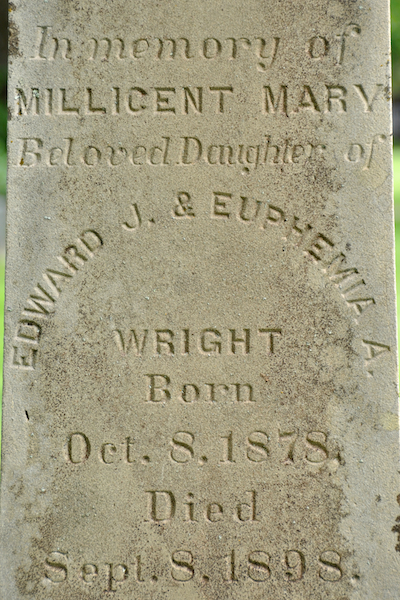 In memory of
MILLICENT MARY
Beloved Daughter of
EDWARD J. & EUPHEMIA A.
WRIGHT
Born
Oct. 8. 1878.
Died
Sept. 8. 1898.